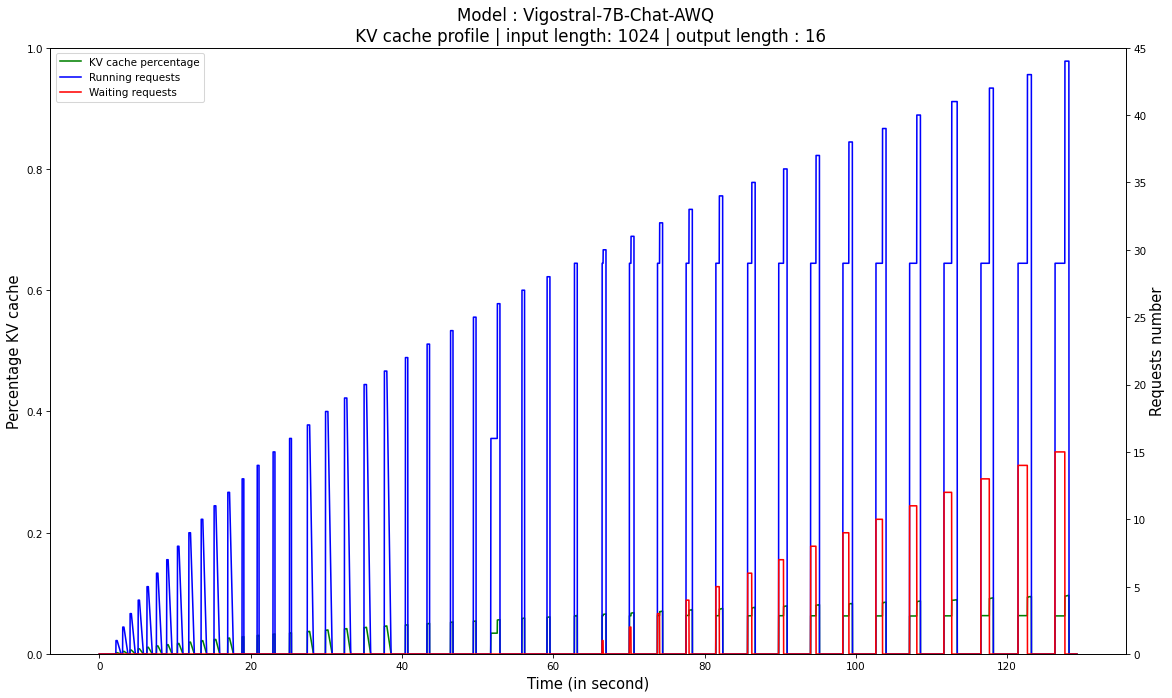 Model : Vigostral-7B-Chat-AWQ
KV cache profile | input length: 1024 | output length : 16
KV cache percentage
Running requests
Waiting requests
Percentage KV cache
1.0
0.8
0.6
0.4
0.2
0.0
45
40
35
30
25
20
15
10
5
0
Requests number
0 20 40 60 80 100 120
Time (in second)